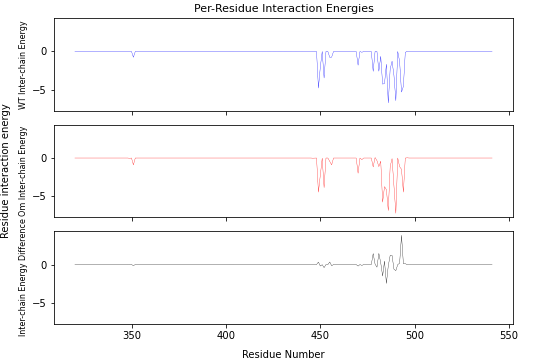 Per-Residue Interaction Energies
Residue interaction energy
WT Inter-chain Energy
0
−5
Om Inter-chain Energy
0
−5
Inter-chain Energy Difference
0
−5
350
400
450
500
550
Residue Number